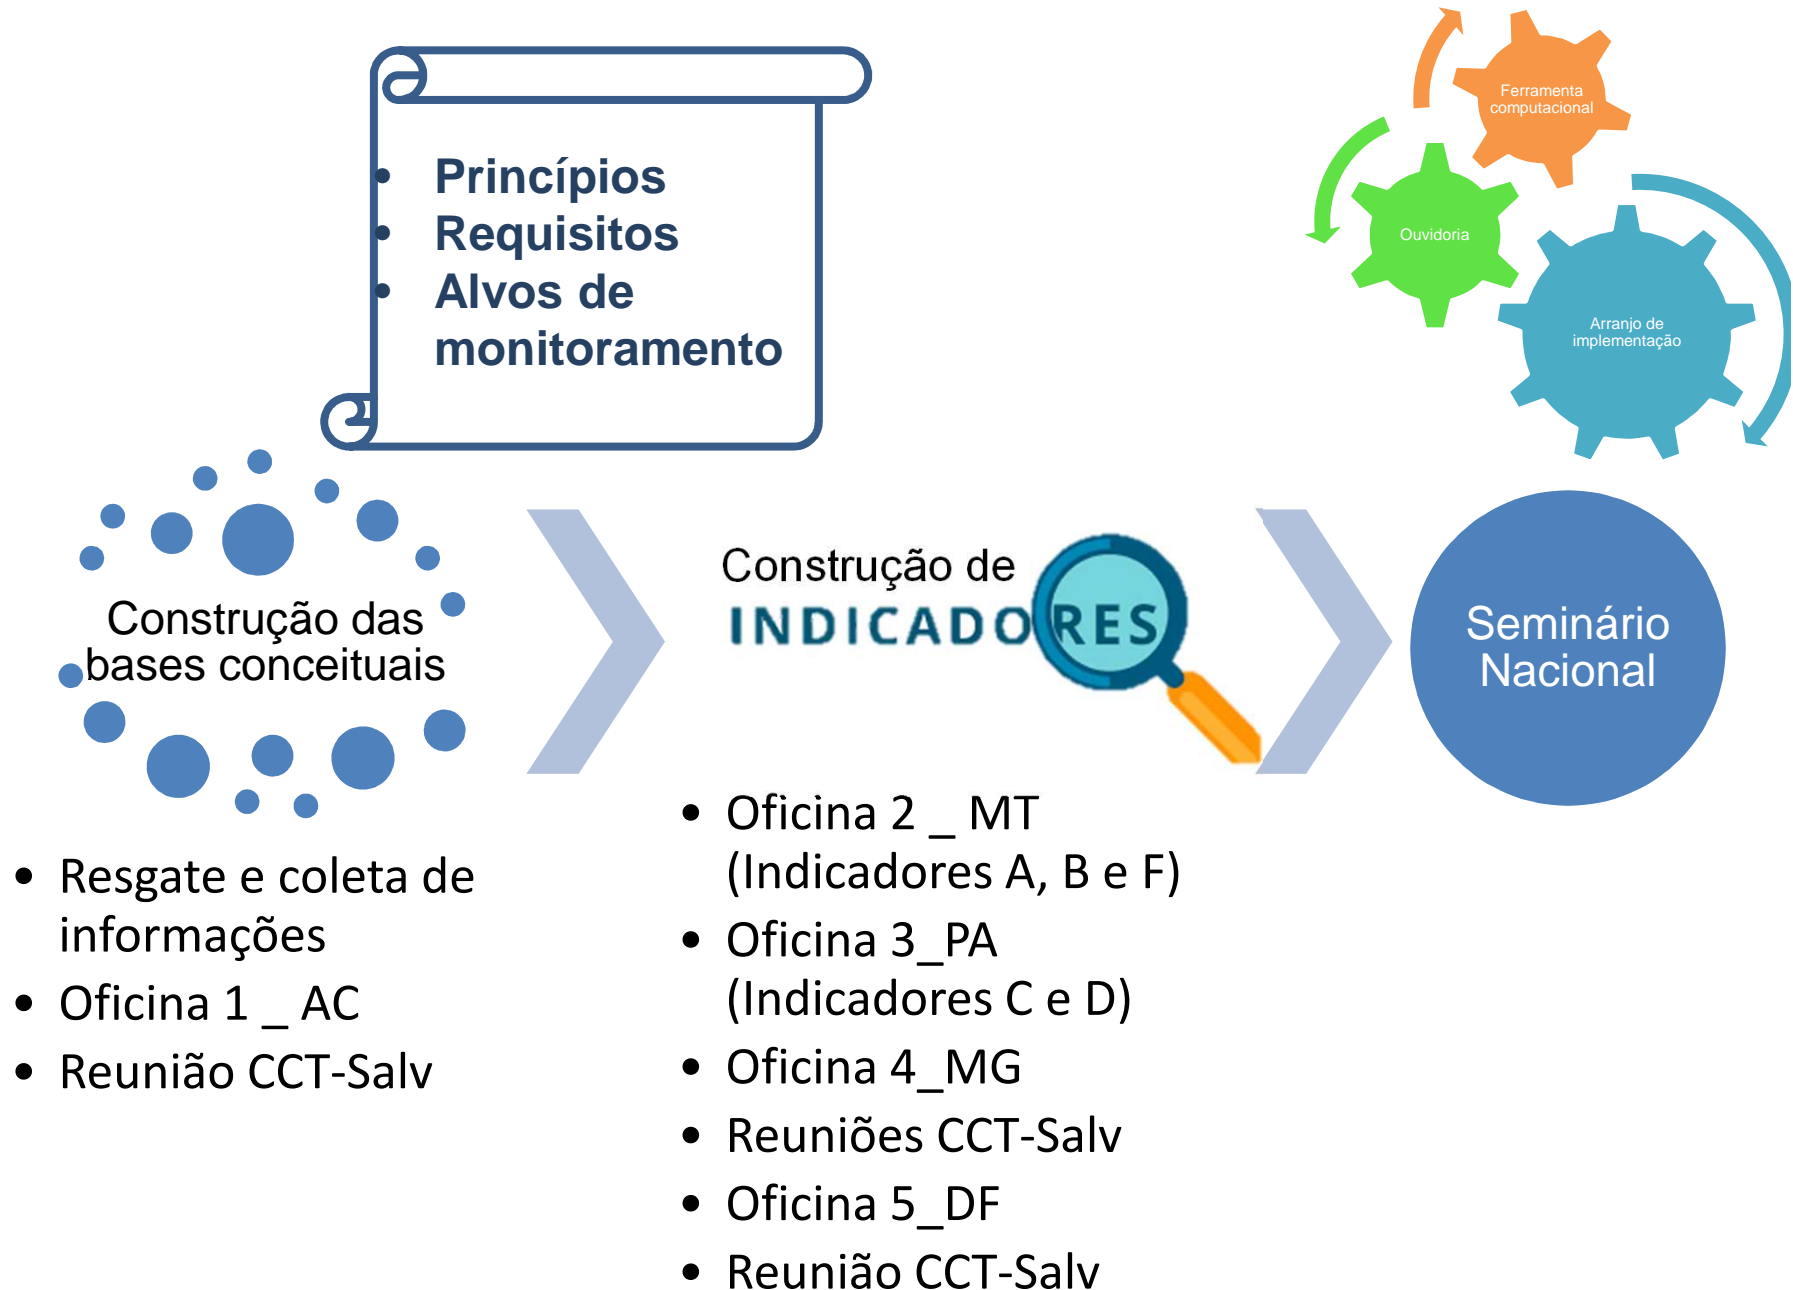 • Princípios
• Requisitos
• Alvos de
monitoramento
Ferramenta
computacional
Ouvidoria
Arranjo de
implementação
Construção das
bases conceituais
Construção de
INDICADORES
Seminário
Nacional
• Resgate e coleta de
informações
• Oficina 1 _ AC
• Reunião CCT-Salv
• Oficina 2 _ MT
(Indicadores A, B e F)
• Oficina 3_PA
(Indicadores C e D)
• Oficina 4_MG
• Reuniões CCT-Salv
• Oficina 5_DF
• Reunião CCT-Salv